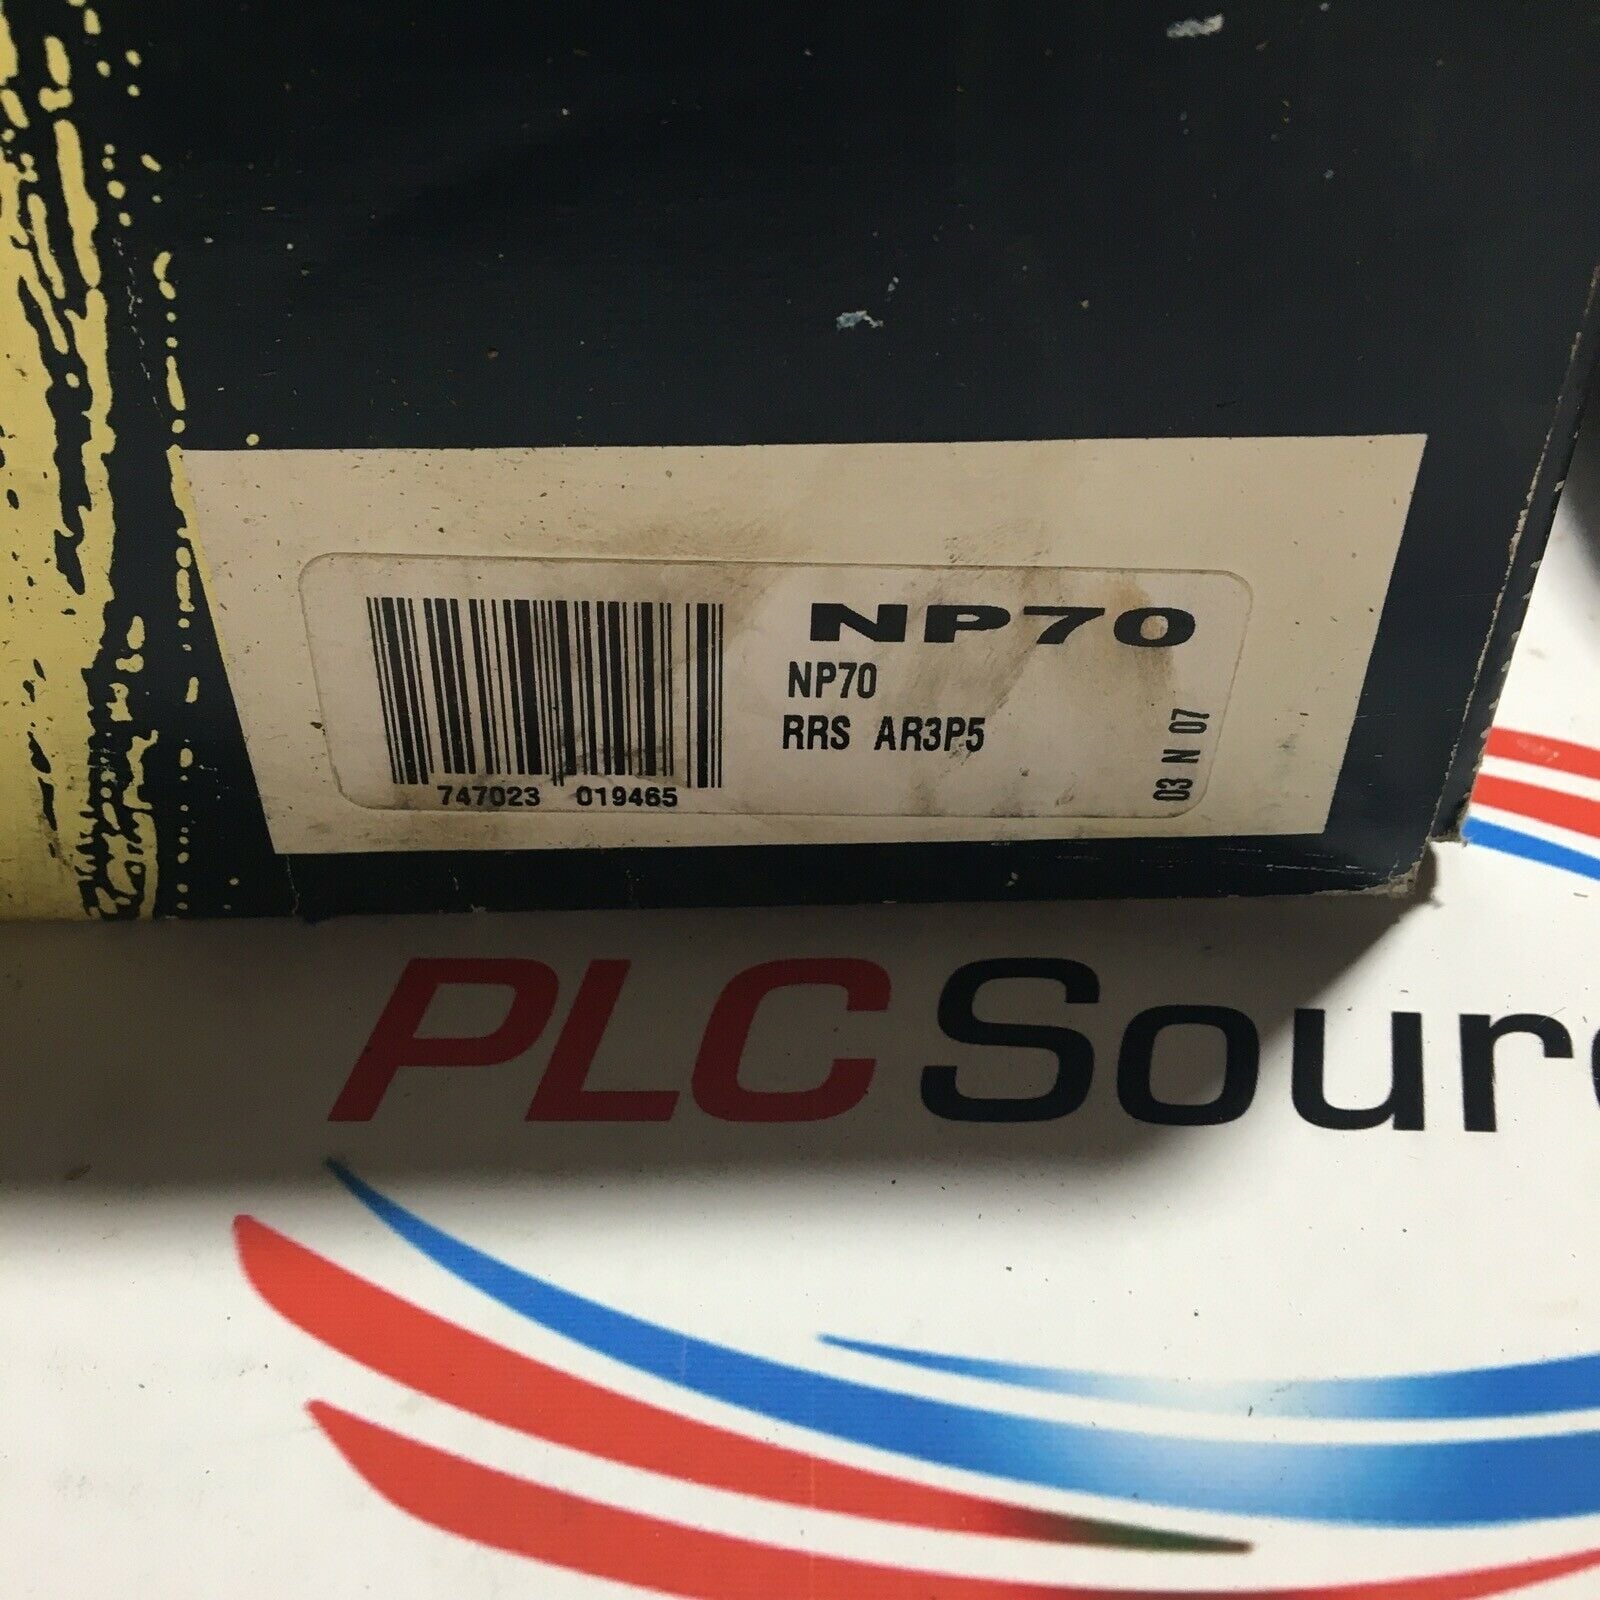 NP70
NP70
RRS AR3P5
03 N 07
747023 019465
PLC Sour